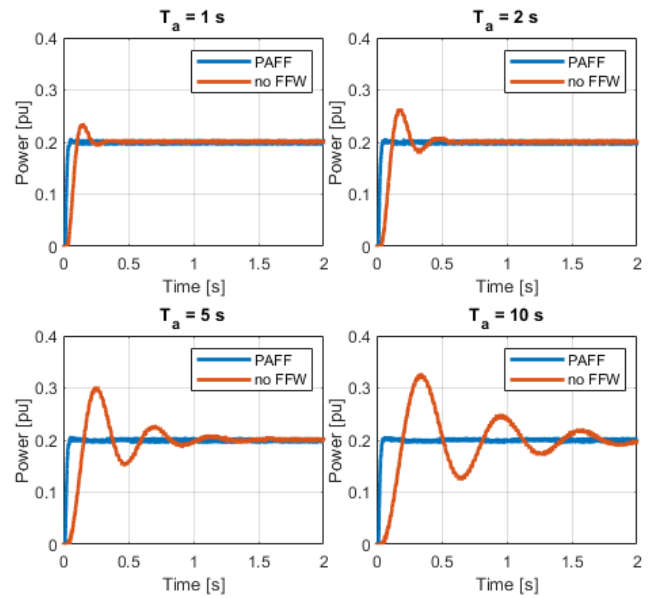 T_a = 1 s
0.4
0.3
0.2
0.1
0
Power [pu]
PAFF
no FFW
0 0.5 1 1.5 2
Time [s]
T_a = 2 s
0.4
0.3
0.2
0.1
0
Power [pu]
PAFF
no FFW
0 0.5 1 1.5 2
Time [s]
T_a = 5 s
0.4
0.3
0.2
0.1
0
Power [pu]
PAFF
no FFW
0 0.5 1 1.5 2
Time [s]
T_a = 10 s
0.4
0.3
0.2
0.1
0
Power [pu]
PAFF
no FFW
0 0.5 1 1.5 2
Time [s]